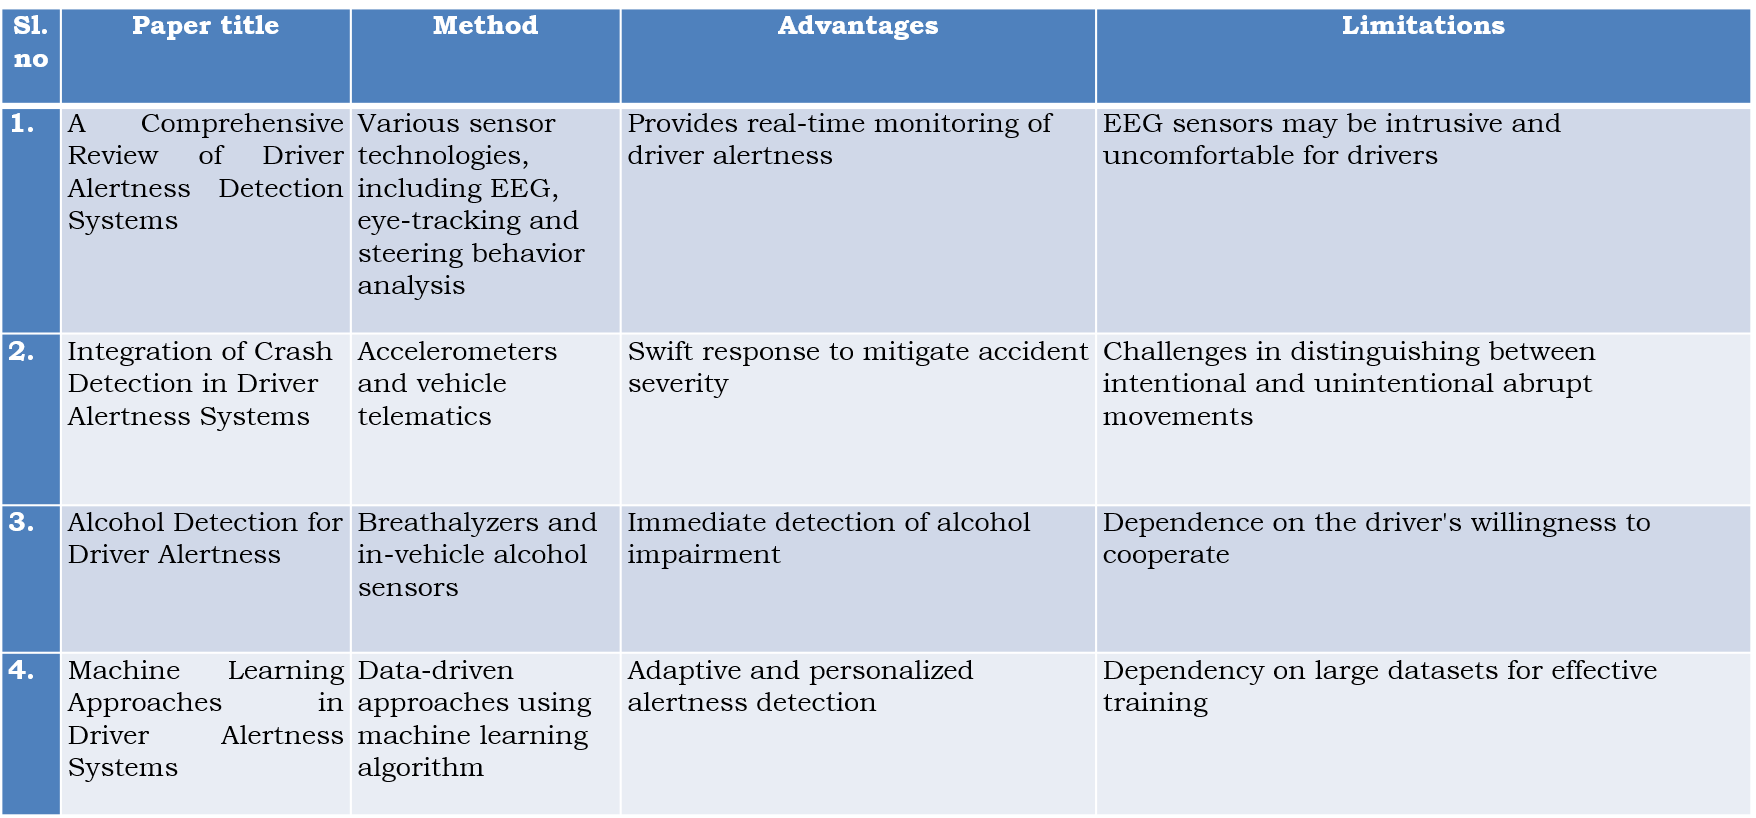 Sl. no
Paper title
Method
Advantages
Limitations
1.
A Comprehensive
Review of Driver
Alertness Detection
Systems
Various sensor
technologies,
including EEG,
eye-tracking and
steering behavior
analysis
Provides real-time monitoring of
driver alertness
EEG sensors may be intrusive and
uncomfortable for drivers
2.
Integration of Crash
Detection in Driver
Alertness Systems
Accelerometers
and vehicle
telematics
Swift response to mitigate accident
severity
Challenges in distinguishing between
intentional and unintentional abrupt
movements
3.
Alcohol Detection for
Driver Alertness
Breathalyzers and
in-vehicle alcohol
sensors
Immediate detection of alcohol
impairment
Dependence on the driver's willingness to
cooperate
4.
Machine Learning
Approaches in
Driver Alertness
Systems
Data-driven
approaches using
machine learning
algorithm
Adaptive and personalized
alertness detection
Dependency on large datasets for effective
training